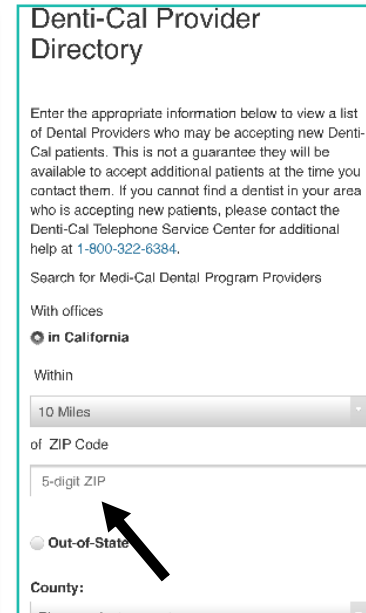 Denti-Cal Provider
Directory
Enter the appropriate information below to view a list
of Dental Providers who may be accepting new Denti-
Cal patients. This is not a guarantee they will be
available to accept additional patients at the time you
contact them. If you cannot find a dentist in your area
who is accepting new patients, please contact the
Denti-Cal Telephone Service Center for additional
help at 1-800-322-6384.
Search for Medi-Cal Dental Program Providers
With offices
in California
Within
10 Miles
of ZIP Code
5-digit ZIP
Out-of-State
County: